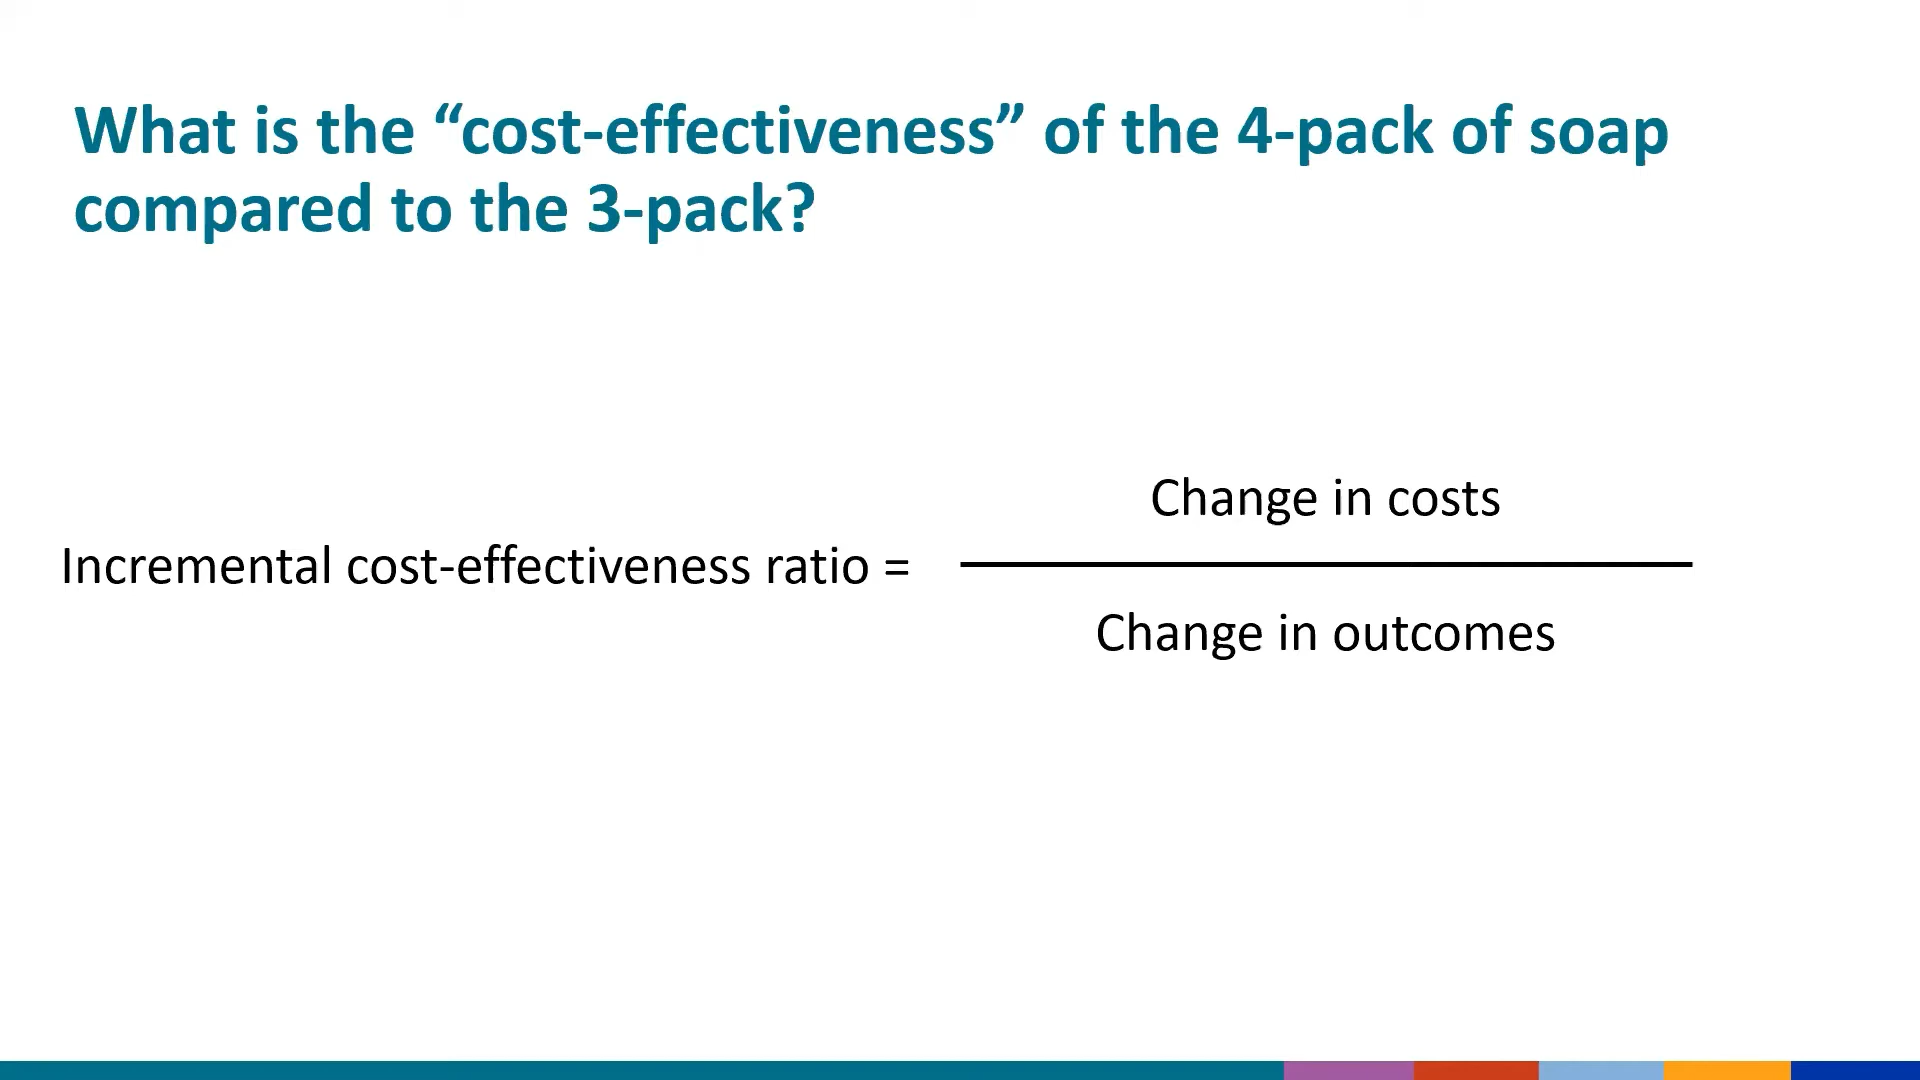 What is the “cost-effectiveness” of the 4-pack of soap
compared to the 3-pack?
Change in costs
Incremental cost-effectiveness ratio =
Change in outcomes